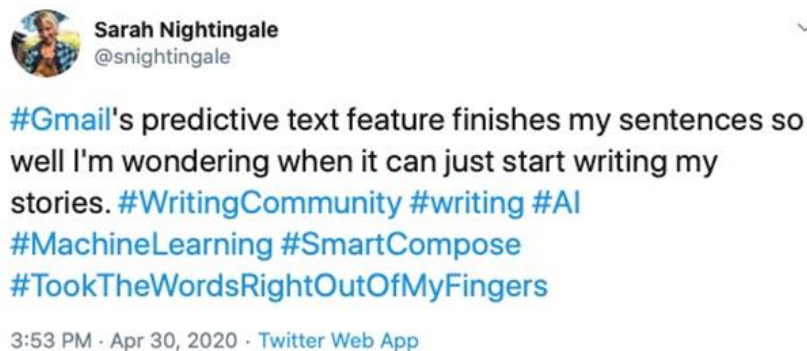 Sarah Nightingale
@snightingale
#Gmail's predictive text feature finishes my sentences so
well I'm wondering when it can just start writing my
stories. #WritingCommunity #writing #AI
#MachineLearning #SmartCompose
#TookTheWordsRightOutOfMyFingers
3:53 PM · Apr 30, 2020 · Twitter Web App